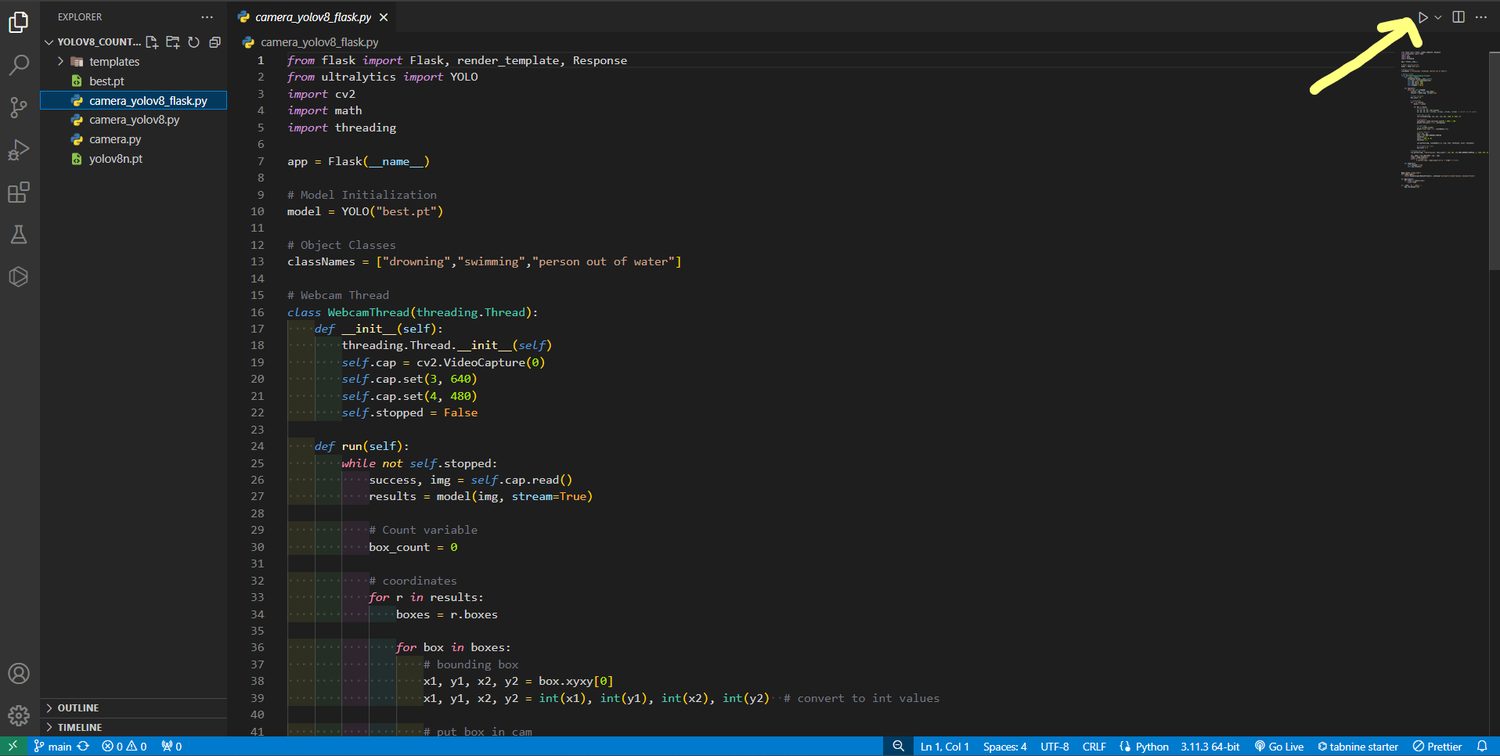 EXPLORER
YOLOV8_COUNT...
templates
best.pt
camera_yolov8_flask.py
camera_yolov8.py
camera.py
yolov8n.pt
OUTLINE
TIMELINE
camera_yolov8_flask.py
camera_yolov8_flask.py
1 from flask import Flask, render_template, Response
2 from ultralytics import YOLO
3 import cv2
4 import math
5 import threading
6
7 app = Flask(__name__)
8
9 # Model Initialization
10 model = YOLO("best.pt")
11
12 # Object Classes
13 classNames = ["drowning","swimming","person out of water"]
14
15 # Webcam Thread
16 class WebcamThread(threading.Thread):
17 def __init__(self):
18 threading.Thread.__init__(self)
19 self.cap = cv2.VideoCapture(0)
20 self.cap.set(3, 640)
21 self.cap.set(4, 480)
22 self.stopped = False
23
24 def run(self):
25 while not self.stopped:
26 success, img = self.cap.read()
27 results = model(img, stream=True)
28
29 # Count variable
30 box_count = 0
31
32 # coordinates
33 for r in results:
34 boxes = r.boxes
35
36 for box in boxes:
37 # bounding box
38 x1, y1, x2, y2 = box.xyxy[0]
39 x1, y1, x2, y2 = int(x1), int(y1), int(x2), int(y2) # convert to int values
40
41 # put box in cam
main 0 0 0 Ln 1, Col 1 Spaces: 4 UTF-8 CRLF Python 3.11.3 64-bit Go Live tabnine starter Prettier